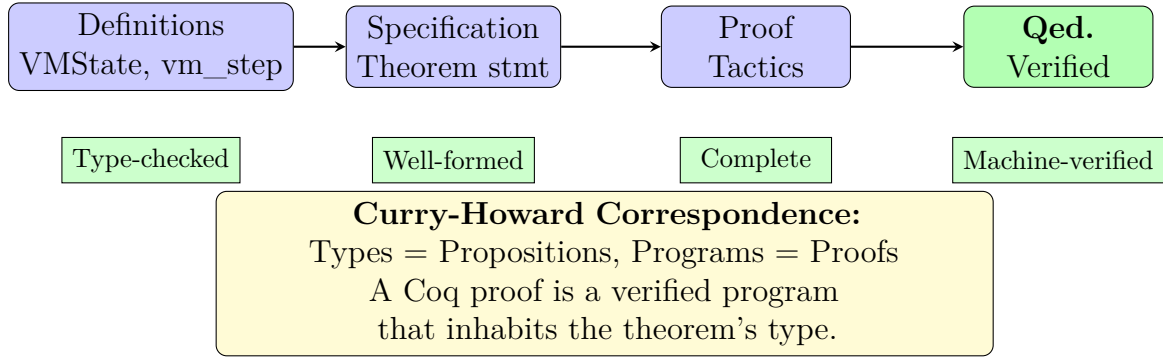 Definitions
VMState, vm_step
Specification
Theorem stmt
Proof
Tactics
Qed.
Verified
Type-checked
Well-formed
Complete
Machine-verified
Curry-Howard Correspondence:
Types = Propositions, Programs = Proofs
A Coq proof is a verified program
that inhabits the theorem's type.